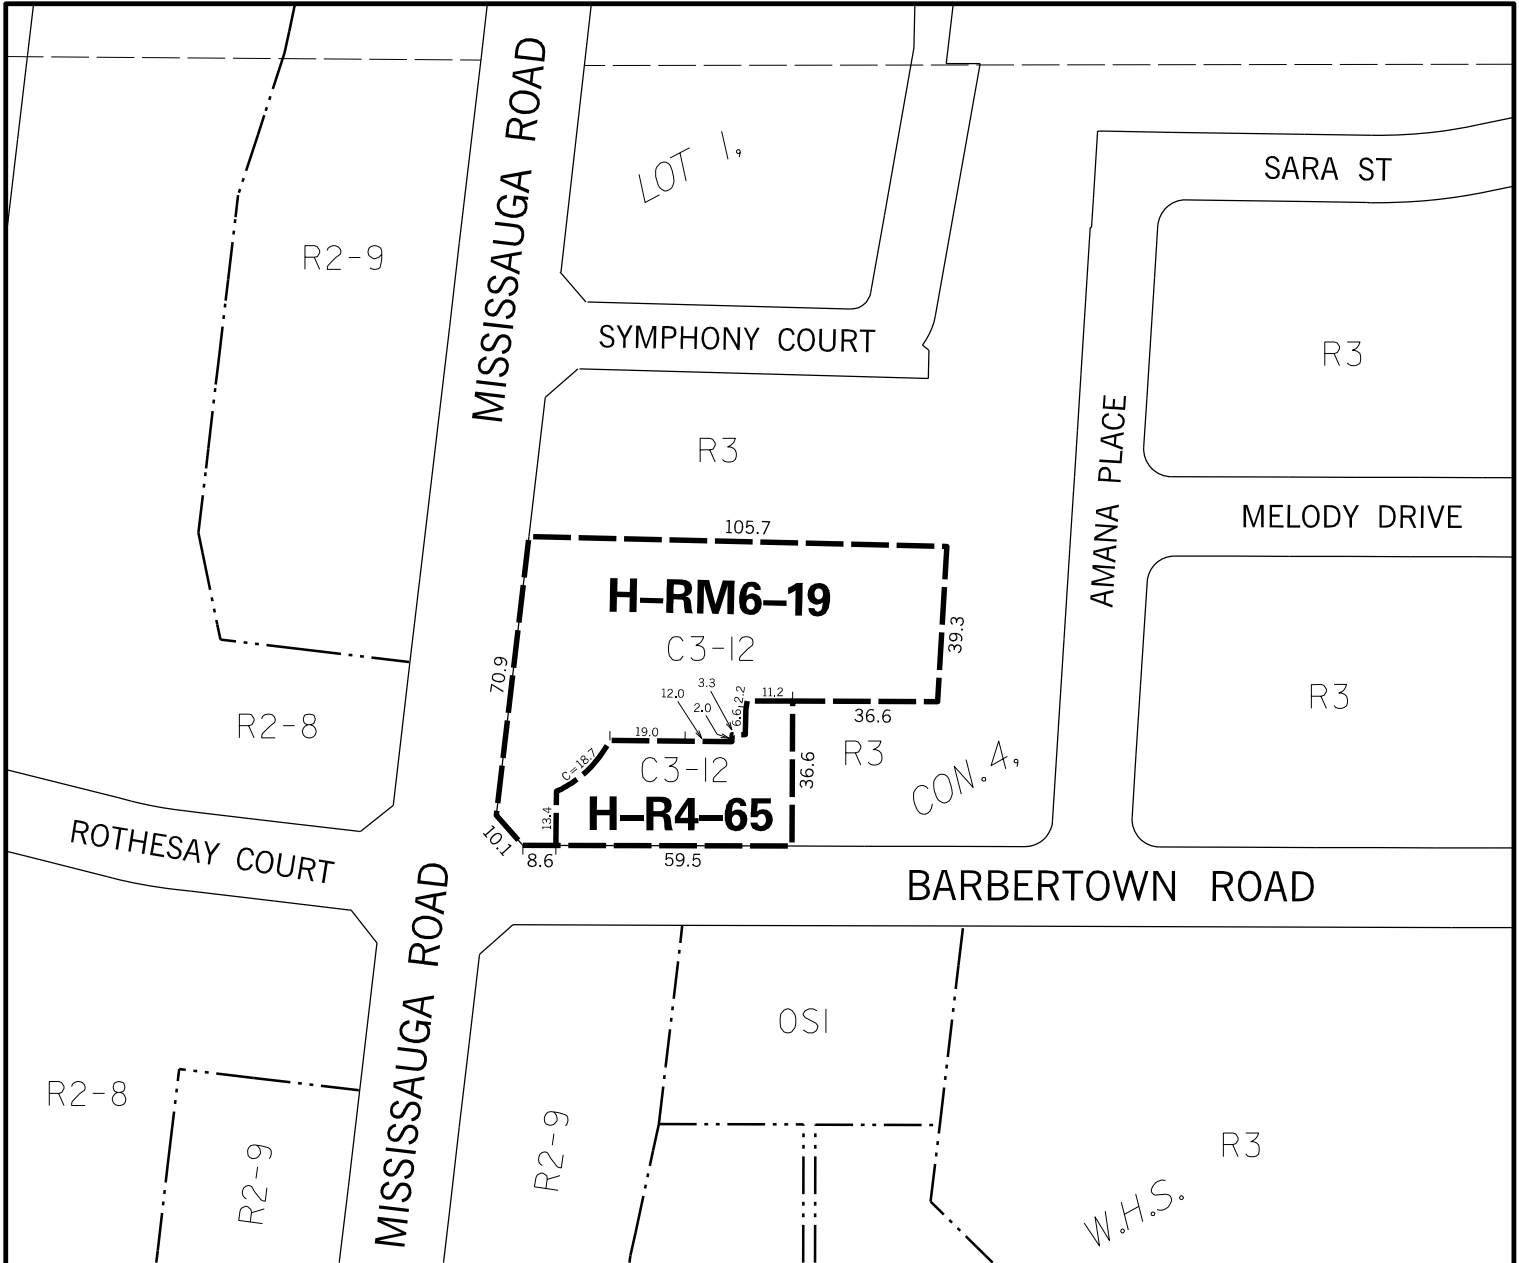 MISSISSAUGA ROAD
LOT 1,
SARA ST
R2-9
SYMPHONY COURT
R3
R3
AMANA PLACE
MELODY DRIVE
105.7
H-RM6-19
C3-12
39.3
70.9
3.3
12.0
2.0
2.2
6.6
11.2
36.6
R3
R2-8
19.0
C=18.7
C3-12
R3
36.6
CON. 4,
13.4
H-R4-65
10.1
8.6
59.5
ROTHESAY COURT
BARBERTOWN ROAD
MISSISSAUGA ROAD
OS1
R2-8
R2-9
R2-9
R3
W.H.S.